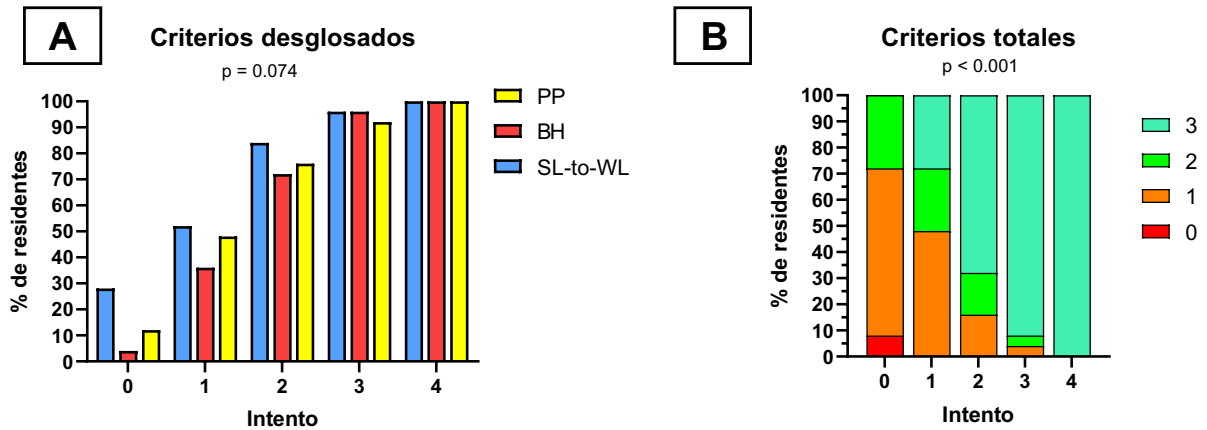 A
Criterios desglosados
p = 0.074
% de residentes
100
90
80
70
60
50
40
30
20
10
0
0 1 2 3 4
Intento
PP
BH
SL-to-WL
B
Criterios totales
p < 0.001
% de residentes
100
90
80
70
60
50
40
30
20
10
0
0 1 2 3 4
Intento
3
2
1
0